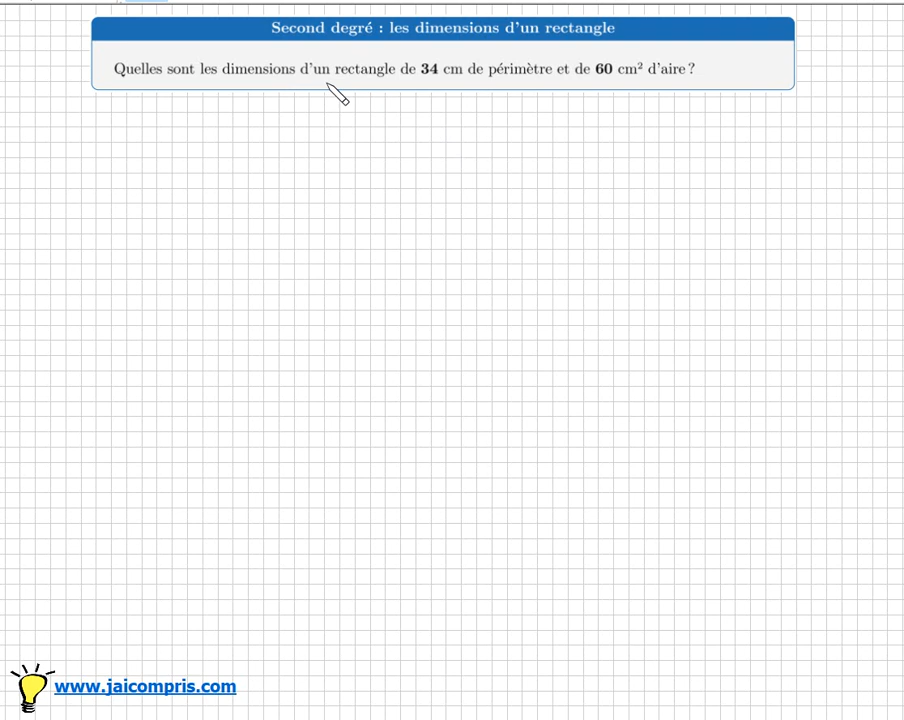 Second degré : les dimensions d'un rectangle
Quelles sont les dimensions d'un rectangle de 34 cm de périmètre et de 60 cm² d'aire ?
www.jaicompris.com